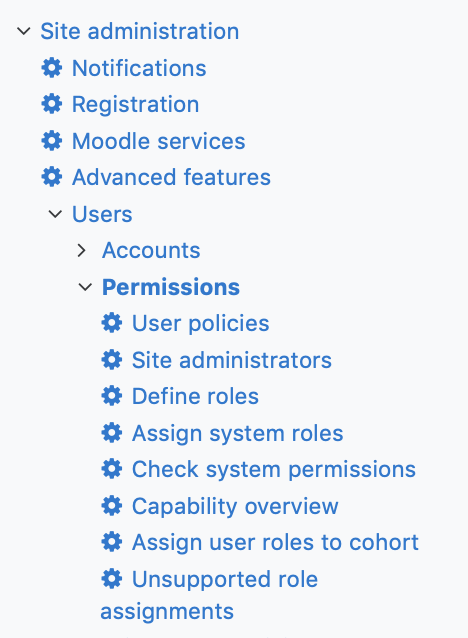 Site administration
Notifications
Registration
Moodle services
Advanced features
Users
Accounts
Permissions
User policies
Site administrators
Define roles
Assign system roles
Check system permissions
Capability overview
Assign user roles to cohort
Unsupported role
assignments